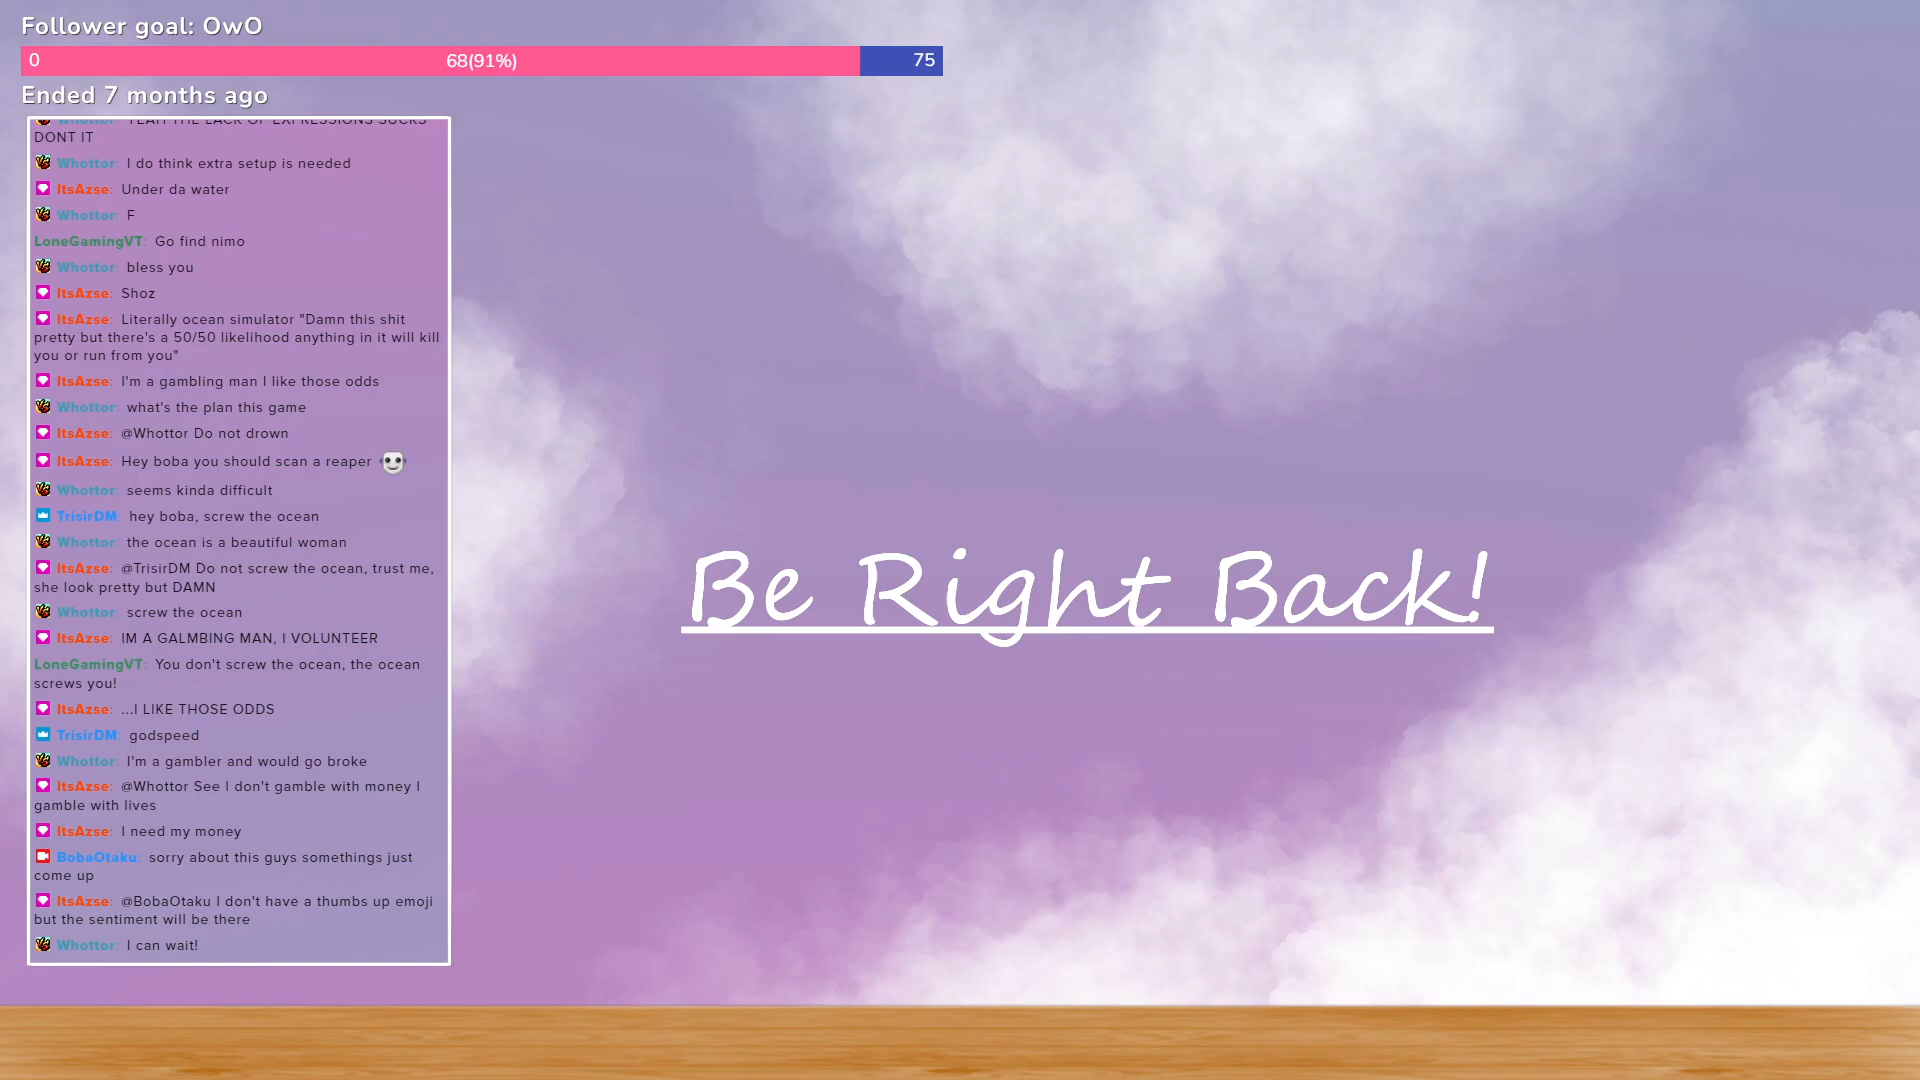 Follower goal: OwO
0 68(91%) 75
Ended 7 months ago
Whottor: YEAH THE LACK OF EXPRESSIONS SUCKS
DONT IT
Whottor: I do think extra setup is needed
ItsAzse: Under da water
Whottor: F
LoneGamingVT: Go find nimo
Whottor: bless you
ItsAzse: Shoz
ItsAzse: Literally ocean simulator "Damn this shit
pretty but there's a 50/50 likelihood anything in it will kill
you or run from you"
ItsAzse: I'm a gambling man I like those odds
Whottor: what's the plan this game
ItsAzse: @Whottor Do not drown
ItsAzse: Hey boba you should scan a reaper
Whottor: seems kinda difficult
TrisirDM: hey boba, screw the ocean
Whottor: the ocean is a beautiful woman
ItsAzse: @TrisirDM Do not screw the ocean, trust me,
she look pretty but DAMN
Whottor: screw the ocean
ItsAzse: IM A GALMBING MAN, I VOLUNTEER
LoneGamingVT: You don't screw the ocean, the ocean
screws you!
ItsAzse: ...I LIKE THOSE ODDS
TrisirDM: godspeed
Whottor: I'm a gambler and would go broke
ItsAzse: @Whottor See I don't gamble with money I
gamble with lives
ItsAzse: I need my money
BobaOtaku: sorry about this guys somethings just
come up
ItsAzse: @BobaOtaku I don't have a thumbs up emoji
but the sentiment will be there
Whottor: I can wait!
Be Right Back!